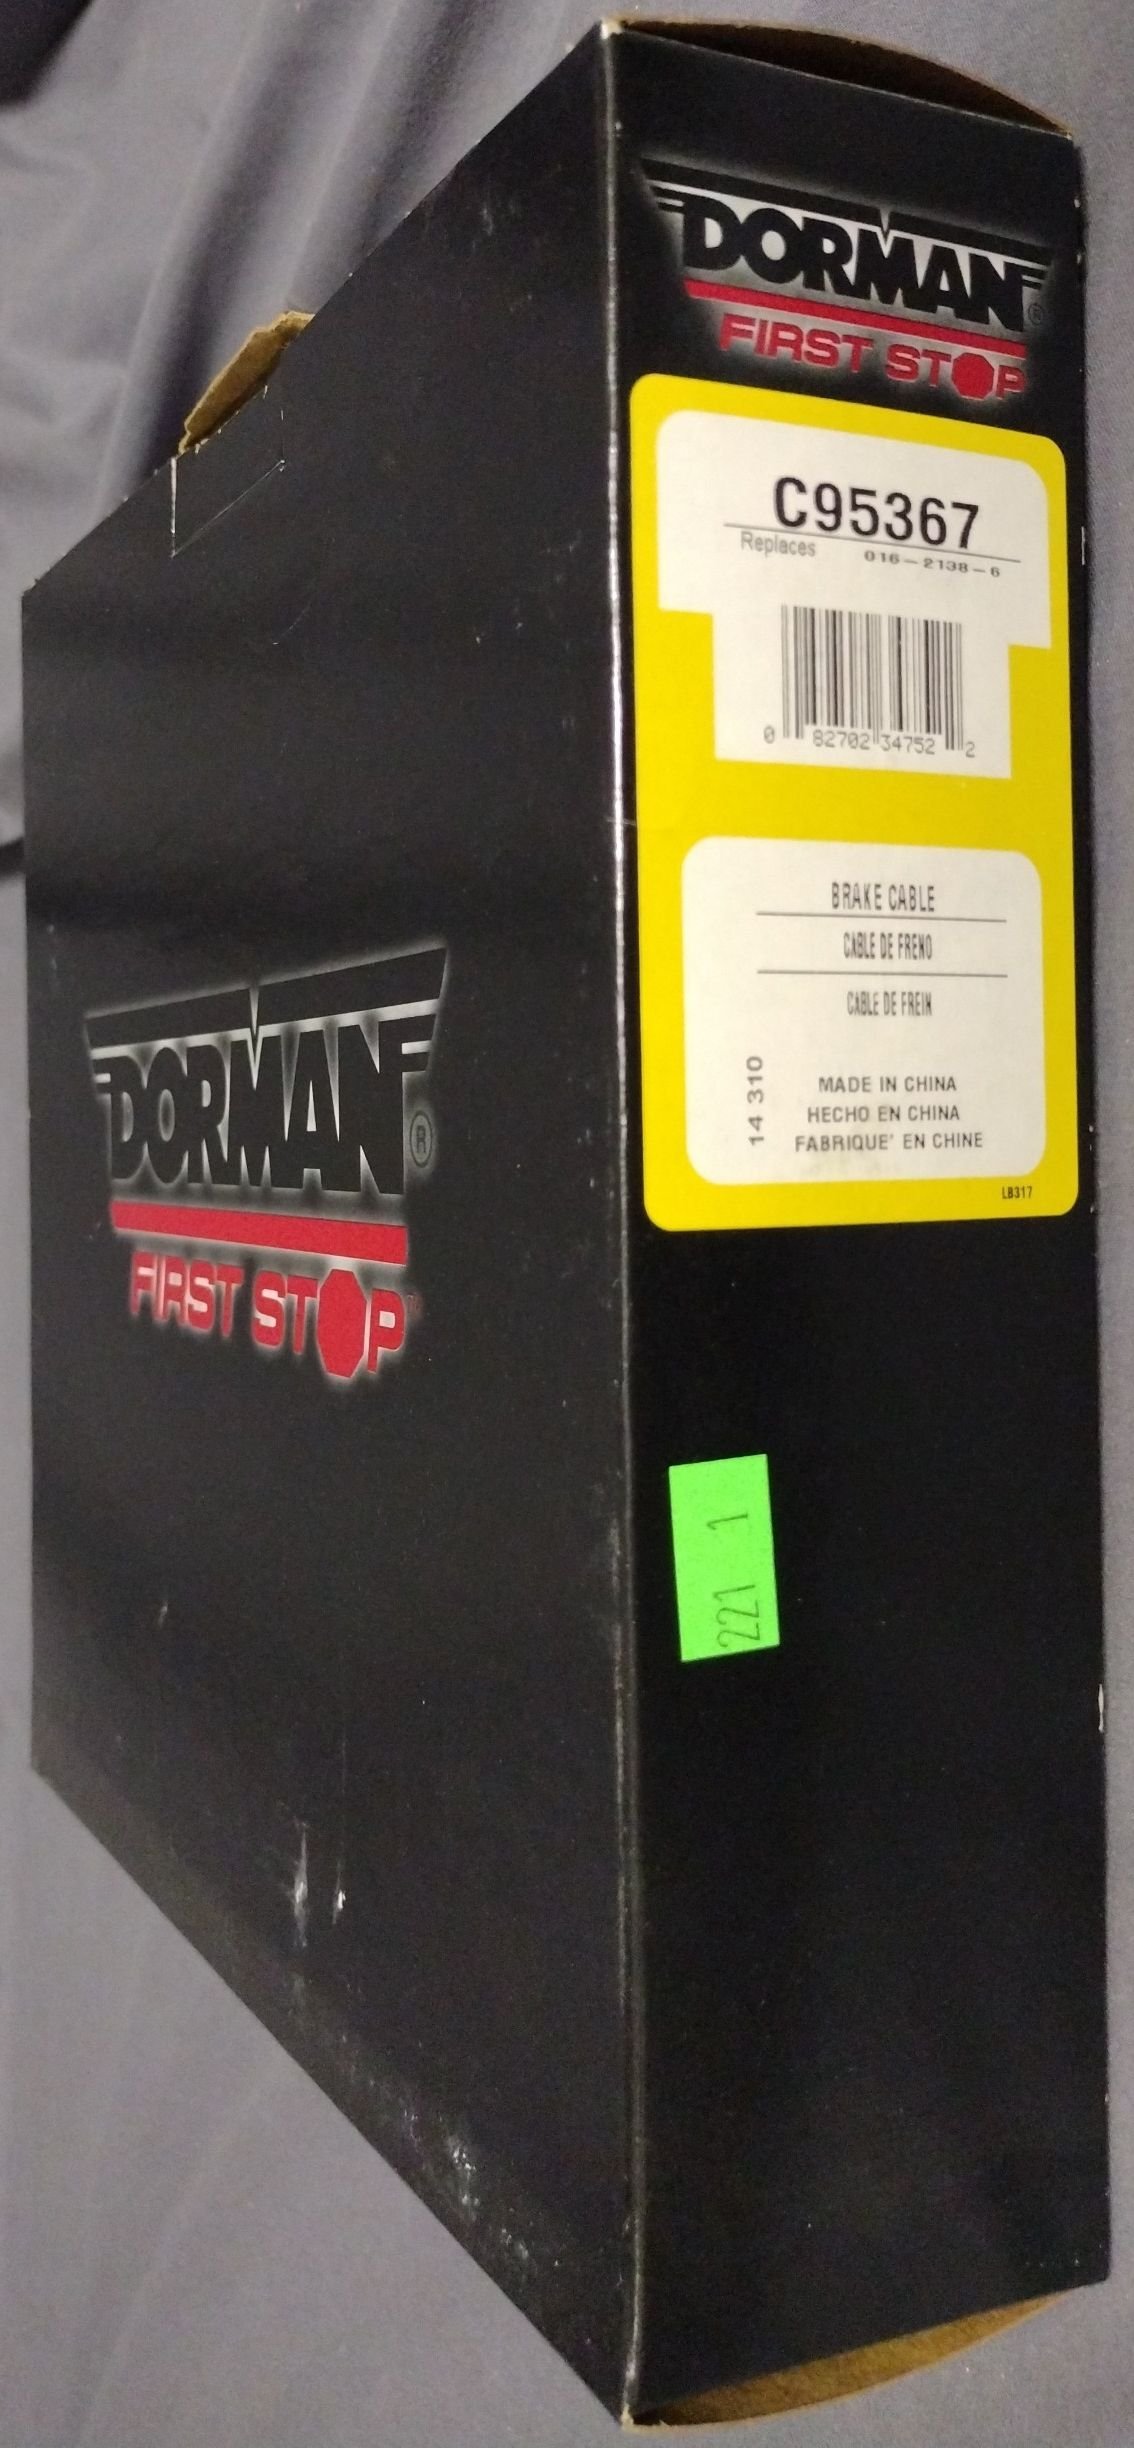 DORMAN®
FIRST STOP
C95367
Replaces 016-2138-6
0 82702 34752 2
BRAKE CABLE
CABLE DE FRENO
CABLE DE FREIN
14 310
MADE IN CHINA
HECHO EN CHINA
FABRIQUE' EN CHINE
LB317
221 1
DORMAN®
FIRST STOP™